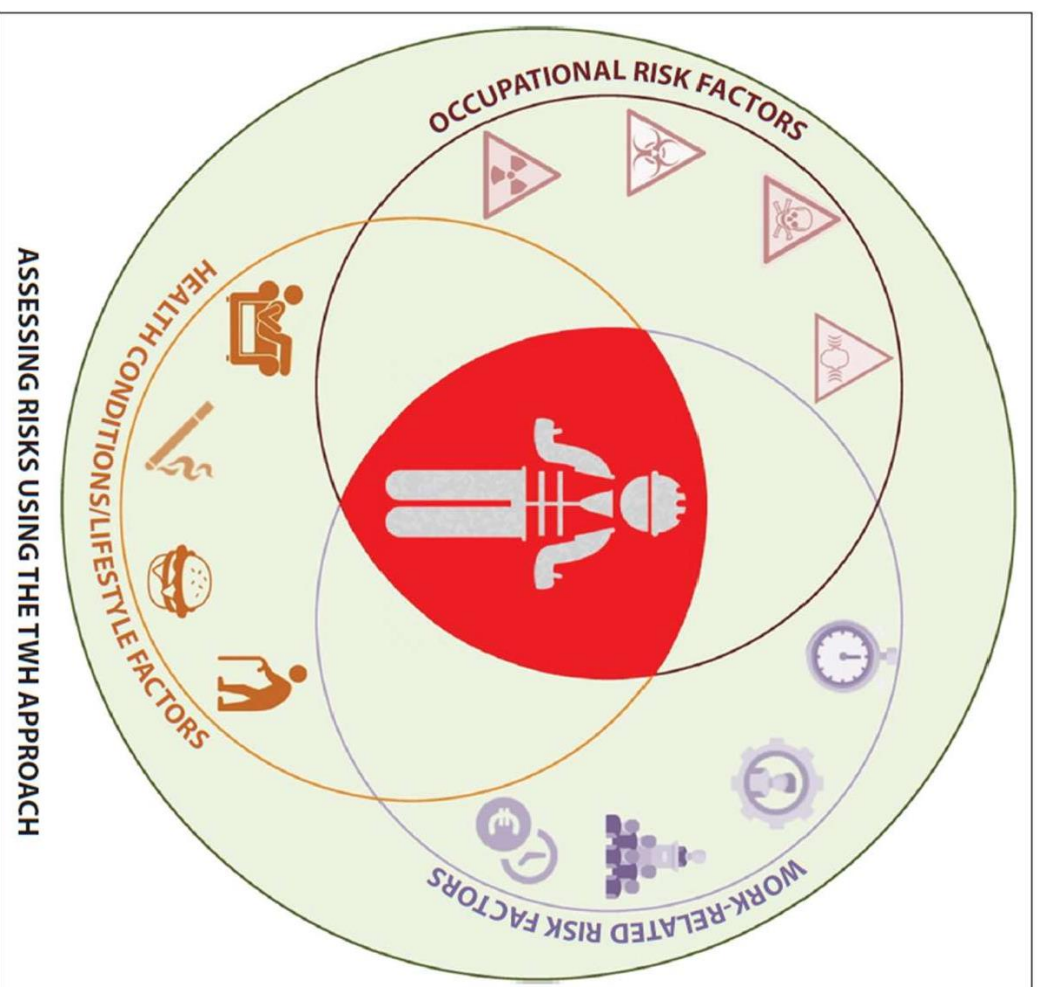 ASSESSING RISKS USING THE TWH APPROACH
OCCUPATIONAL RISK FACTORS
HEALTH CONDITIONS/LIFESTYLE FACTORS
WORK-RELATED RISK FACTORS
€